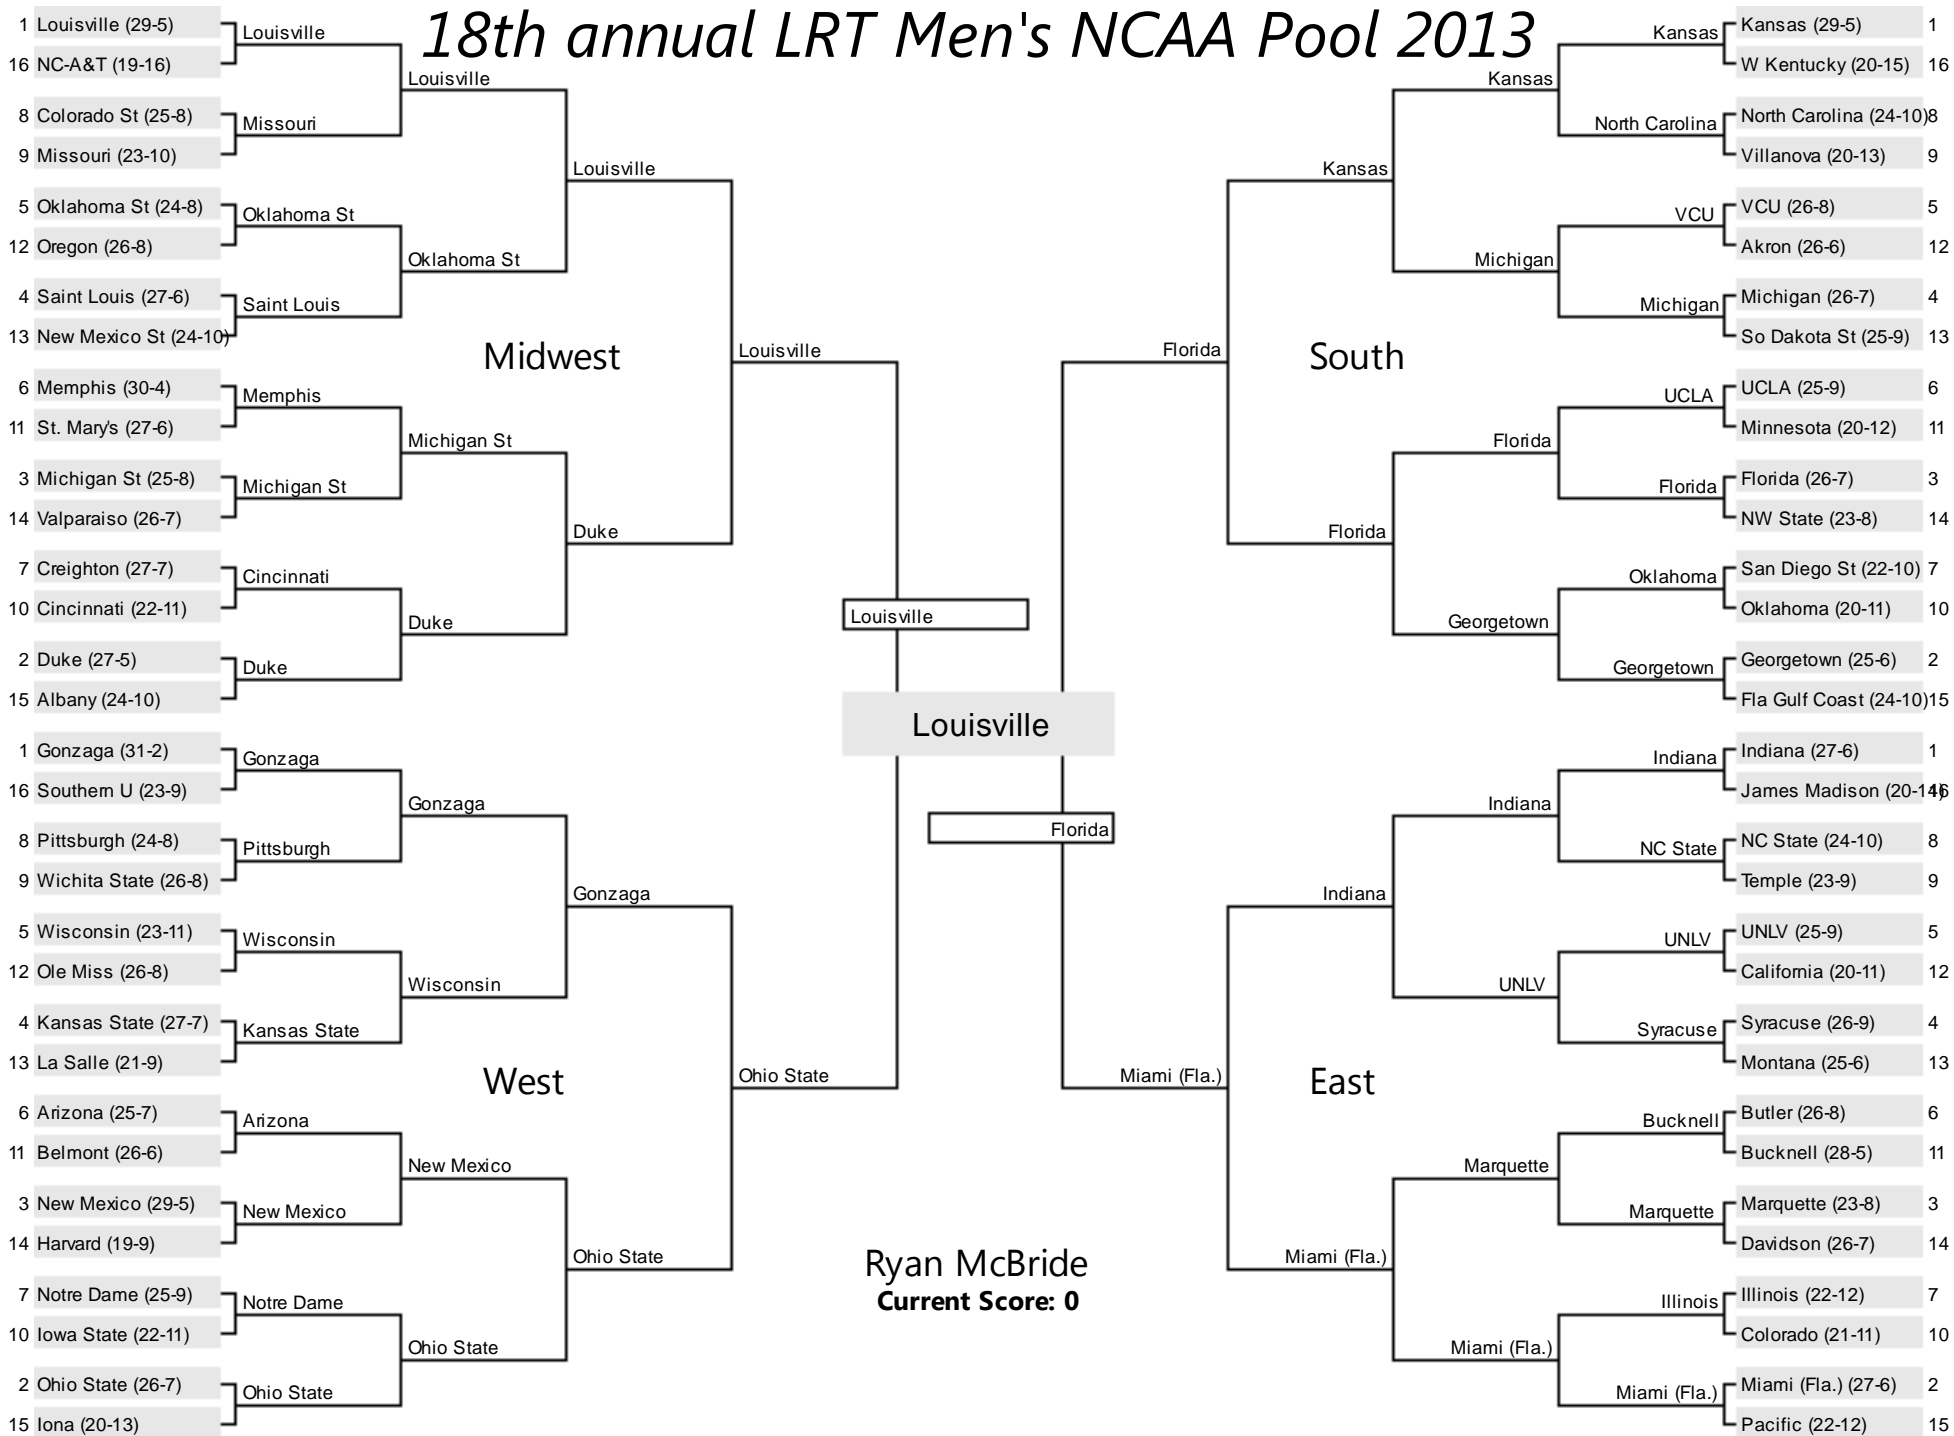 18th annual LRT Men's NCAA Pool 2013
1 Louisville (29-5)
16 NC-A&T (19-16)
8 Colorado St (25-8)
9 Missouri (23-10)
5 Oklahoma St (24-8)
12 Oregon (26-8)
4 Saint Louis (27-6)
13 New Mexico St (24-10)
6 Memphis (30-4)
11 St. Mary's (27-6)
3 Michigan St (25-8)
14 Valparaiso (26-7)
7 Creighton (27-7)
10 Cincinnati (22-11)
2 Duke (27-5)
15 Albany (24-10)
Louisville
Missouri
Oklahoma St
Saint Louis
Memphis
Michigan St
Cincinnati
Duke
Louisville
Oklahoma St
Michigan St
Duke
Louisville
Duke
Midwest
Louisville
1 Gonzaga (31-2)
16 Southern U (23-9)
8 Pittsburgh (24-8)
9 Wichita State (26-8)
5 Wisconsin (23-11)
12 Ole Miss (26-8)
4 Kansas State (27-7)
13 La Salle (21-9)
6 Arizona (25-7)
11 Belmont (26-6)
3 New Mexico (29-5)
14 Harvard (19-9)
7 Notre Dame (25-9)
10 Iowa State (22-11)
2 Ohio State (26-7)
15 Iona (20-13)
Gonzaga
Pittsburgh
Wisconsin
Kansas State
Arizona
New Mexico
Notre Dame
Ohio State
Gonzaga
Wisconsin
New Mexico
Ohio State
Gonzaga
Ohio State
West
Ohio State
Louisville
Louisville
Florida
Ryan McBride
Current Score: 0
Florida
South
Kansas
Florida
Kansas
Michigan
Florida
Georgetown
Kansas
North Carolina
VCU
Michigan
UCLA
Florida
Oklahoma
Georgetown
Kansas (29-5) 1
W Kentucky (20-15) 16
North Carolina (24-10) 8
Villanova (20-13) 9
VCU (26-8) 5
Akron (26-6) 12
Michigan (26-7) 4
So Dakota St (25-9) 13
UCLA (25-9) 6
Minnesota (20-12) 11
Florida (26-7) 3
NW State (23-8) 14
San Diego St (22-10) 7
Oklahoma (20-11) 10
Georgetown (25-6) 2
Fla Gulf Coast (24-10) 15
Miami (Fla.)
East
Indiana
Miami (Fla.)
Indiana
UNLV
Marquette
Miami (Fla.)
Indiana
NC State
UNLV
Syracuse
Bucknell
Marquette
Illinois
Miami (Fla.)
Indiana (27-6) 1
James Madison (20-14) 16
NC State (24-10) 8
Temple (23-9) 9
UNLV (25-9) 5
California (20-11) 12
Syracuse (26-9) 4
Montana (25-6) 13
Butler (26-8) 6
Bucknell (28-5) 11
Marquette (23-8) 3
Davidson (26-7) 14
Illinois (22-12) 7
Colorado (21-11) 10
Miami (Fla.) (27-6) 2
Pacific (22-12) 15